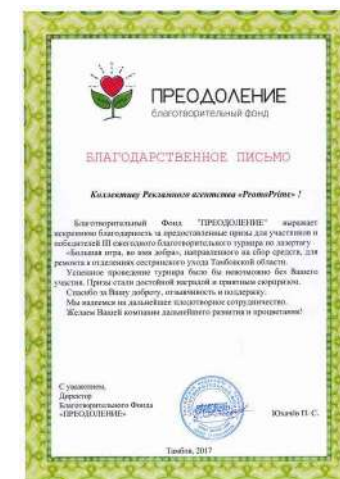 ПРЕОДОЛЕНИЕ
благотворительный фонд
БЛАГОДАРСТВЕННОЕ ПИСЬМО
Коллективу Рекламного агентства «PromoPrime» !
Благотворительный Фонд "ПРЕОДОЛЕНИЕ" выражает
искреннюю благодарность за предоставленные призы для участников и
победителей III ежегодного благотворительного турнира по лазертагу
«Большая игра, во имя добра», направленного на сбор средств, для
ремонта в отделениях сестринского ухода Тамбовской области.
Успешное проведение турнира было бы невозможно без Вашего
участия. Призы стали достойной наградой и приятным сюрпризом.
Спасибо за Вашу доброту, отзывчивость и поддержку.
Мы надеемся на дальнейшее плодотворное сотрудничество.
Желаем Вашей компании дальнейшего развития и процветания!
С уважением,
Директор
Благотворительного Фонда
«ПРЕОДОЛЕНИЕ»
Юхачёв П. С.
Тамбов, 2017